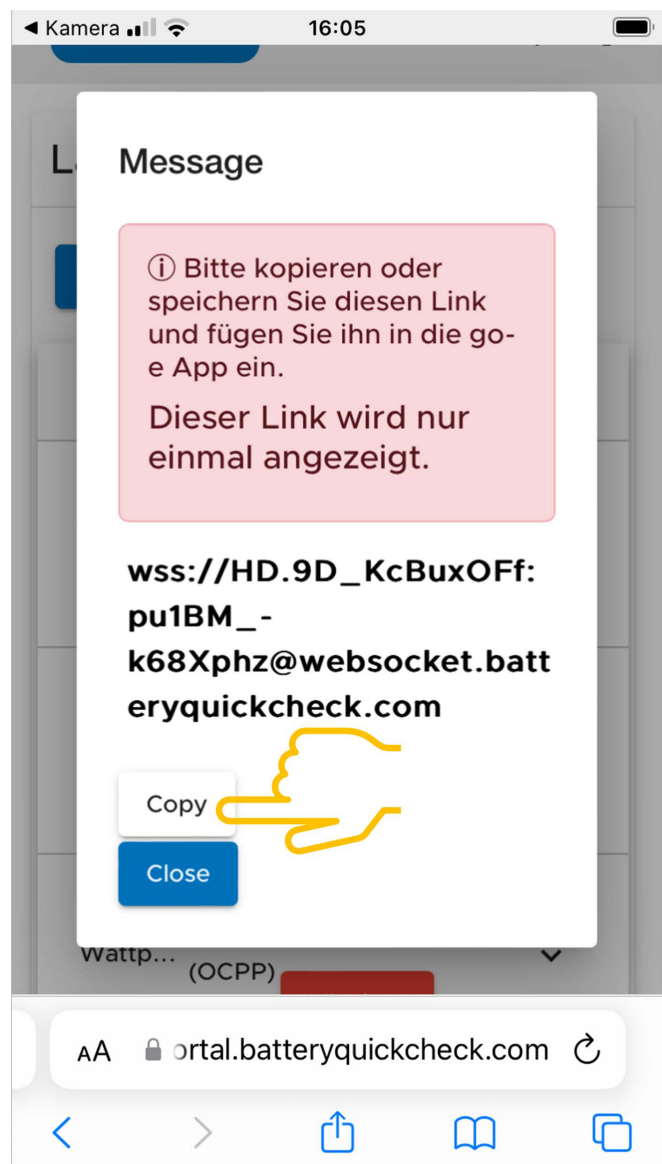 ◀ Kamera
16:05
Message
ⓘ Bitte kopieren oder
speichern Sie diesen Link
und fügen Sie ihn in die go-
e App ein.
Dieser Link wird nur
einmal angezeigt.
wss://HD.9D_KcBuxOFf:
pu1BM_-
k68Xphz@websocket.batt
eryquickcheck.com
Copy
Close
Wattp...
(OCPP)
AA
ortal.batteryquickcheck.com